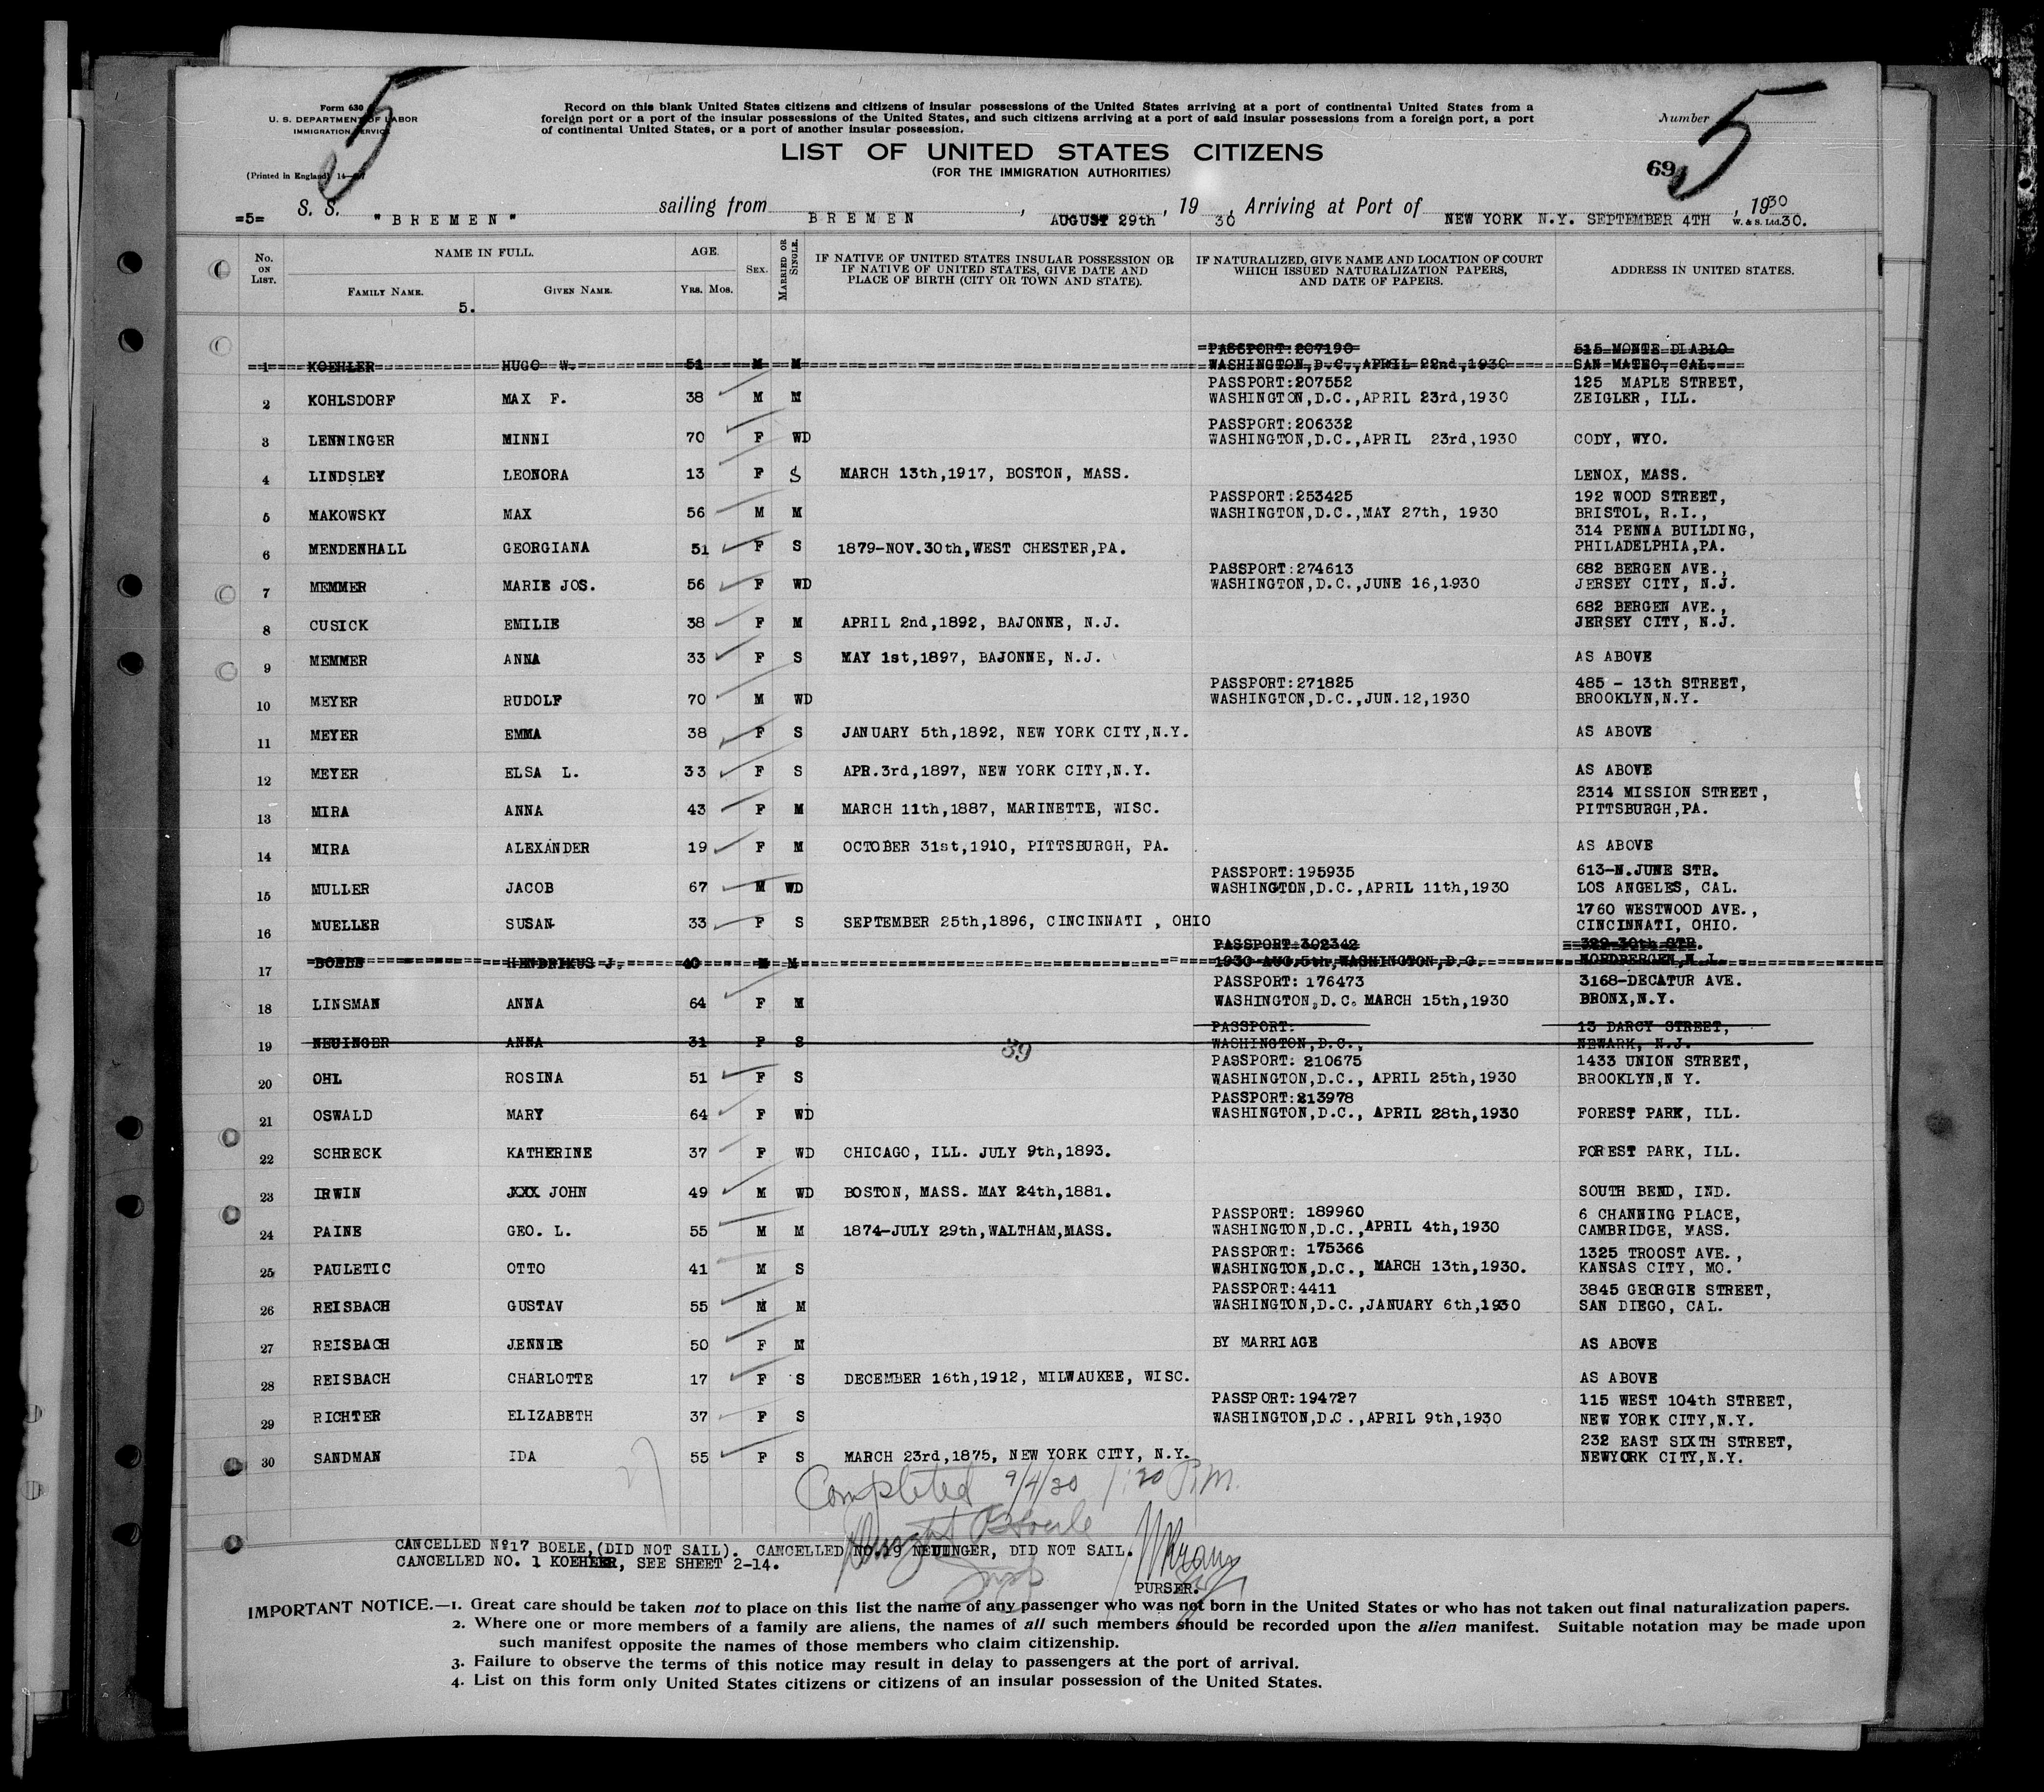 Form 630
U. S. DEPARTMENT OF LABOR
IMMIGRATION SERVICE
(Printed in England)
5
Record on this blank United States citizens and citizens of insular possessions of the United States arriving at a port of continental United States from a
foreign port or a port of the insular possessions of the United States, and such citizens arriving at a port of said insular possessions from a foreign port, a port
of continental United States, or a port of another insular possession.
Number 5
69
LIST OF UNITED STATES CITIZENS
(FOR THE IMMIGRATION AUTHORITIES)
=5= S. S. "BREMEN" sailing from BREMEN, AUGUST 29th, 1930, Arriving at Port of NEW YORK N.Y. SEPTEMBER 4TH, 1930
W. & S. Ltd. 30.
No. ON LIST. NAME IN FULL. AGE. SEX. MARRIED OR SINGLE. IF NATIVE OF UNITED STATES INSULAR POSSESSION OR IF NATIVE OF UNITED STATES, GIVE DATE AND PLACE OF BIRTH (CITY OR TOWN AND STATE). IF NATURALIZED, GIVE NAME AND LOCATION OF COURT WHICH ISSUED NATURALIZATION PAPERS, AND DATE OF PAPERS. ADDRESS IN UNITED STATES.
FAMILY NAME. GIVEN NAME. YRS. MOS.
5.
PASSPORT:207190 515 MONTE DIABLO
1 KOEHLER HUGO W. 51 M M WASHINGTON,D.C.,APRIL 22nd,1930 SAN MATEO, CAL.
PASSPORT:207552 125 MAPLE STREET,
2 KOHLSDORF MAX F. 38 M M WASHINGTON,D.C.,APRIL 23rd,1930 ZEIGLER, ILL.
PASSPORT:206332
3 LENNINGER MINNI 70 F WD WASHINGTON,D.C.,APRIL 23rd,1930 CODY, WYO.
4 LINDSLEY LEONORA 13 F S MARCH 13th,1917, BOSTON, MASS. LENOX, MASS.
PASSPORT:253425 192 WOOD STREET,
5 MAKOWSKY MAX 56 M M WASHINGTON,D.C.,MAY 27th, 1930 BRISTOL, R.I.,
314 PENNA BUILDING,
6 MENDENHALL GEORGIANA 51 F S 1879-NOV.30th,WEST CHESTER,PA. PHILADELPHIA,PA.
PASSPORT:274613 682 BERGEN AVE.,
7 MEMMER MARIE JOS. 56 F WD WASHINGTON,D.C.,JUNE 16,1930 JERSEY CITY, N.J.
682 BERGEN AVE.,
8 CUSICK EMILIE 38 F M APRIL 2nd,1892, BAJONNE, N.J. JERSEY CITY, N.J.
9 MEMMER ANNA 33 F S MAY 1st,1897, BAJONNE, N.J. AS ABOVE
PASSPORT:271825 485 - 13th STREET,
10 MEYER RUDOLF 70 M WD WASHINGTON,D.C.,JUN.12,1930 BROOKLYN,N.Y.
11 MEYER EMMA 38 F S JANUARY 5th,1892, NEW YORK CITY,N.Y. AS ABOVE
12 MEYER ELSA L. 33 F S APR.3rd,1897, NEW YORK CITY,N.Y. AS ABOVE
2314 MISSION STREET,
13 MIRA ANNA 43 F M MARCH 11th,1887, MARINETTE, WISC. PITTSBURGH,PA.
14 MIRA ALEXANDER 19 F M OCTOBER 31st,1910, PITTSBURGH, PA. AS ABOVE
PASSPORT:195935 613-N.JUNE STR.
15 MULLER JACOB 67 M WD WASHINGTON,D.C.,APRIL 11th,1930 LOS ANGELES, CAL.
1760 WESTWOOD AVE.,
16 MUELLER SUSAN 33 F S SEPTEMBER 25th,1896, CINCINNATI , OHIO CINCINNATI, OHIO.
PASSPORT:302342 329 30th STR.
17 BOELE HENDRIKUS J. 40 M M 1930 AUG.5th,WASHINGTON,D.C. NORDBERGEN,N.J.
PASSPORT: 176473 3168-DECATUR AVE.
18 LINSMAN ANNA 64 F M WASHINGTON,D.C. MARCH 15th,1930 BRONX,N.Y.
PASSPORT: 13 DARCY STREET,
19 NEUINGER ANNA 31 F S 39 WASHINGTON,D.C., NEWARK, N.J.
PASSPORT: 210675 1433 UNION STREET,
20 OHL ROSINA 51 F S WASHINGTON,D.C., APRIL 25th,1930 BROOKLYN,N Y.
PASSPORT:213978
21 OSWALD MARY 64 F WD WASHINGTON,D.C., APRIL 28th,1930 FOREST PARK, ILL.
22 SCHRECK KATHERINE 37 F WD CHICAGO, ILL. JULY 9th,1893. FOREST PARK, ILL.
23 IRWIN XXX JOHN 49 M WD BOSTON, MASS. MAY 24th,1881. SOUTH BEND, IND.
PASSPORT: 189960 6 CHANNING PLACE,
24 PAINE GEO. L. 55 M M 1874-JULY 29th,WALTHAM,MASS. WASHINGTON,D.C.,APRIL 4th,1930 CAMBRIDGE, MASS.
PASSPORT: 175366 1325 TROOST AVE.,
25 PAULETIC OTTO 41 M S WASHINGTON,D.C., MARCH 13th,1930. KANSAS CITY, MO.
PASSPORT:4411 3845 GEORGIE STREET,
26 REISBACH GUSTAV 55 M M WASHINGTON,D.C.,JANUARY 6th,1930 SAN DIEGO, CAL.
27 REISBACH JENNIE 50 F M BY MARRIAGE AS ABOVE
28 REISBACH CHARLOTTE 17 F S DECEMBER 16th,1912, MILWAUKEE, WISC. AS ABOVE
PASSPORT:194727 115 WEST 104th STREET,
29 RICHTER ELIZABETH 37 F S WASHINGTON,D.C.,APRIL 9th,1930 NEW YORK CITY,N.Y.
232 EAST SIXTH STREET,
30 SANDMAN IDA 55 F S MARCH 23rd,1875, NEW YORK CITY, N.Y. NEWYORK CITY,N.Y.
27
Completed 9/4/30 1:20 P.M.
CANCELLED Nº17 BOELE,(DID NOT SAIL). CANCELLED NO.19 NEUINGER, DID NOT SAIL.
CANCELLED NO. 1 KOEHLER, SEE SHEET 2-14.
PURSER.
IMPORTANT NOTICE.—1. Great care should be taken not to place on this list the name of any passenger who was not born in the United States or who has not taken out final naturalization papers.
2. Where one or more members of a family are aliens, the names of all such members should be recorded upon the alien manifest. Suitable notation may be made upon
such manifest opposite the names of those members who claim citizenship.
3. Failure to observe the terms of this notice may result in delay to passengers at the port of arrival.
4. List on this form only United States citizens or citizens of an insular possession of the United States.